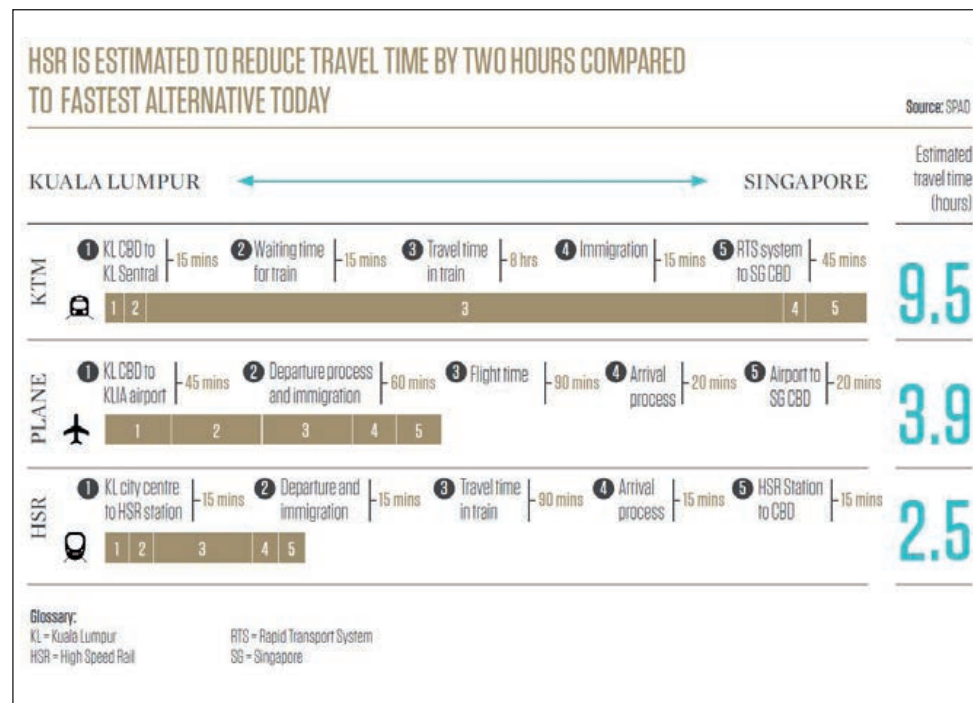 HSR IS ESTIMATED TO REDUCE TRAVEL TIME BY TWO HOURS COMPARED
TO FASTEST ALTERNATIVE TODAY
Source: SPAD
Estimated
travel time
(hours)
KUALA LUMPUR
SINGAPORE
KTM
1 KL CBD to
KL Sentral
15 mins
2 Waiting time
for train
15 mins
3 Travel time
in train
8 hrs
4 Immigration
15 mins
5 RTS system
to SG CBD
45 mins
1 2 3 4 5
9.5
PLANE
1 KL CBD to
KLIA airport
45 mins
2 Departure process
and immigration
60 mins
3 Flight time
90 mins
4 Arrival
process
20 mins
5 Airport to
SG CBD
20 mins
1 2 3 4 5
3.9
HSR
1 KL city centre
to HSR station
15 mins
2 Departure and
immigration
15 mins
3 Travel time
in train
90 mins
4 Arrival
process
15 mins
5 HSR Station
to CBD
15 mins
1 2 3 4 5
2.5
Glossary:
KL = Kuala Lumpur
HSR = High Speed Rail
RTS = Rapid Transport System
SG = Singapore